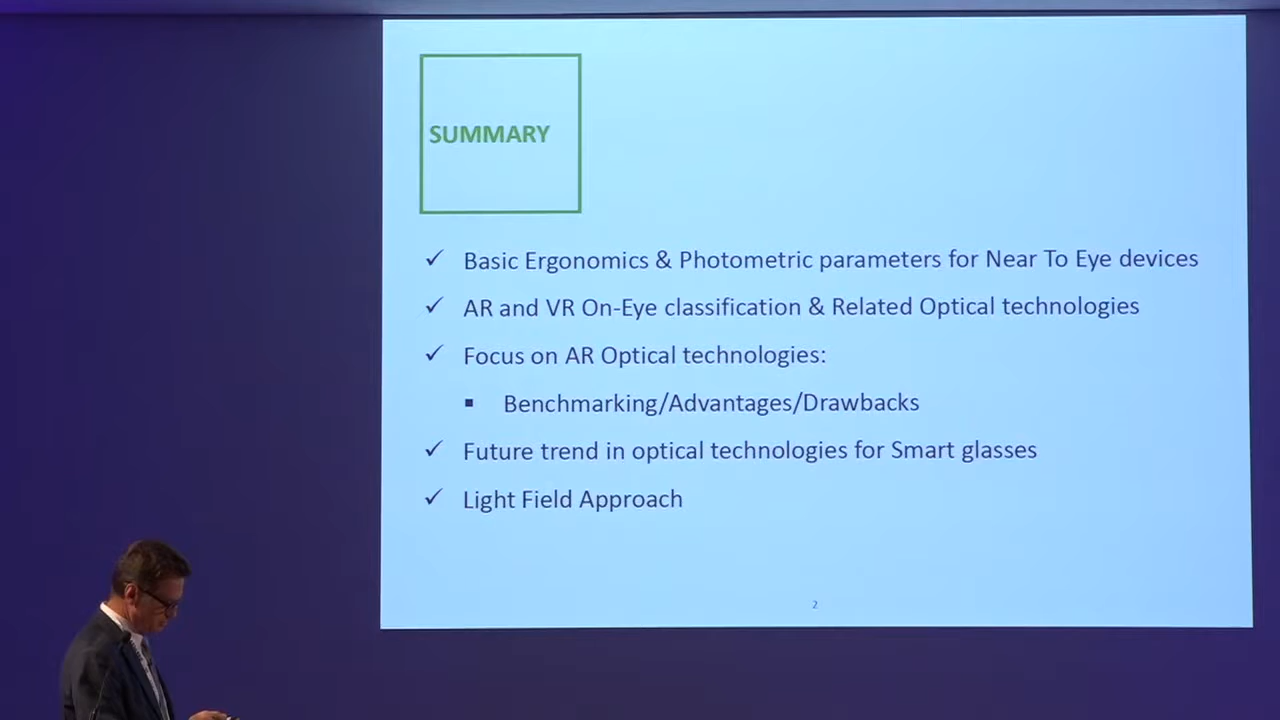 SUMMARY
✓ Basic Ergonomics & Photometric parameters for Near To Eye devices
✓ AR and VR On-Eye classification & Related Optical technologies
✓ Focus on AR Optical technologies:
▪ Benchmarking/Advantages/Drawbacks
✓ Future trend in optical technologies for Smart glasses
✓ Light Field Approach
2